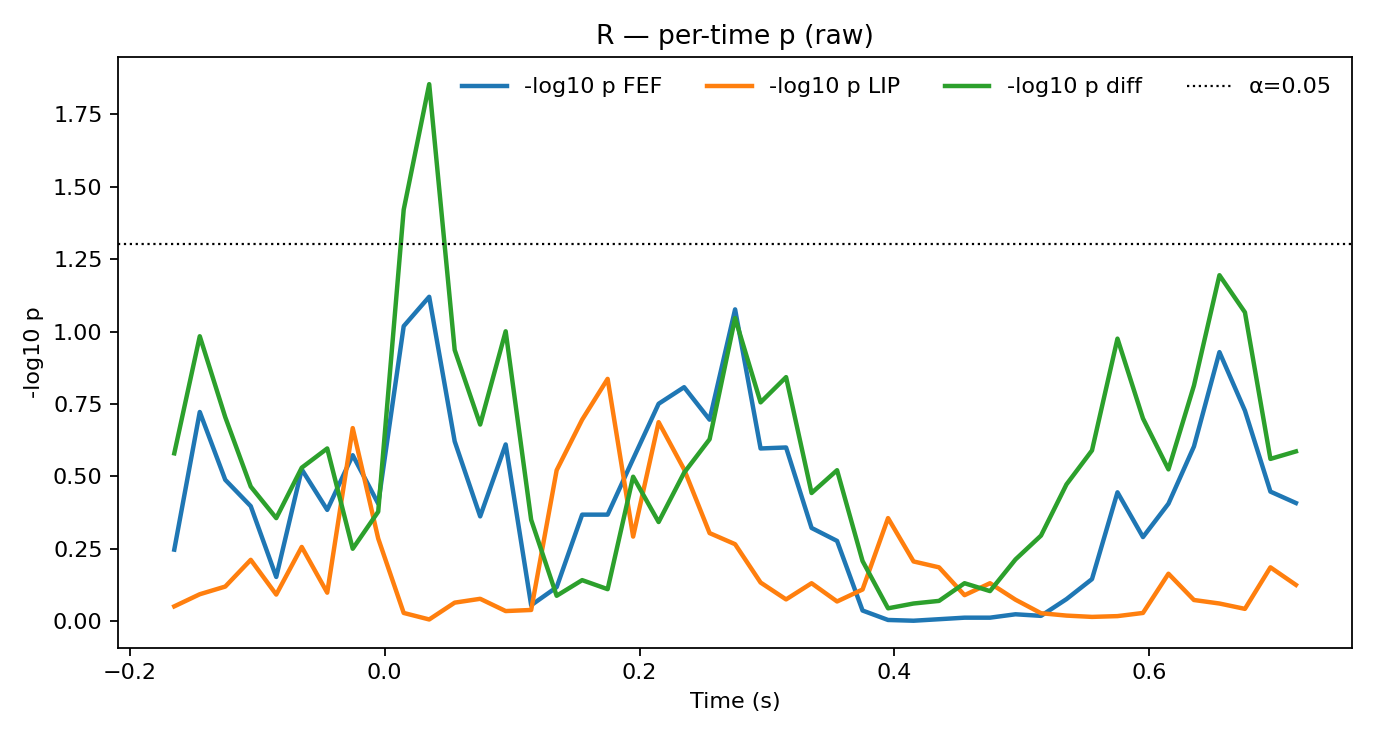 R — per-time p (raw)
-log10 p FEF
-log10 p LIP
-log10 p diff
α=0.05
1.75
1.50
1.25
1.00
0.75
0.50
0.25
0.00
-log10 p
−0.2
0.0
0.2
0.4
0.6
Time (s)